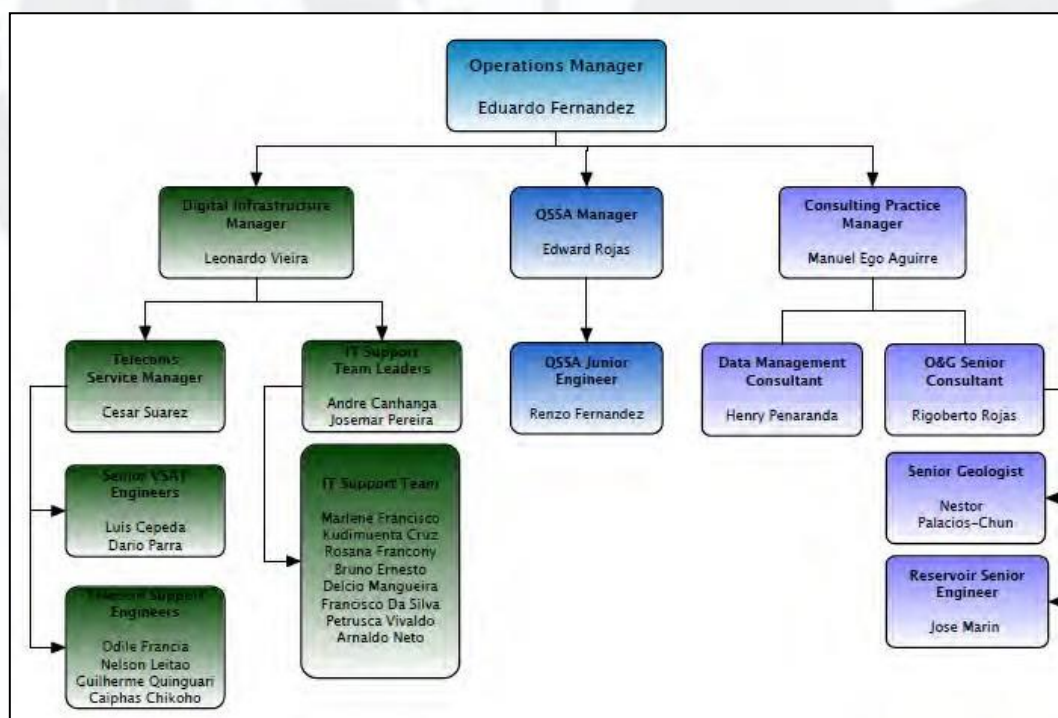 Operations Manager
Eduardo Fernandez
Digital Infrastructure
Manager
Leonardo Vieira
QSSA Manager
Edward Rojas
Consulting Practice
Manager
Manuel Ego Aguirre
Telecoms
Service Manager
Cesar Suarez
IT Support
Team Leaders
Andre Canhanga
Josemar Pereira
QSSA Junior
Engineer
Renzo Fernandez
Data Management
Consultant
Henry Penaranda
O&G Senior
Consultant
Rigoberto Rojas
Senior VSAT
Engineers
Luis Cepeda
Dario Parra
IT Support Team
Marlene Francisco
Kudimuenta Cruz
Rosana Francony
Bruno Ernesto
Delcio Mangueira
Francisco Da Silva
Petrusca Vivaldo
Arnaldo Neto
Senior Geologist
Nestor
Palacios-Chun
Telecom Support
Engineers
Odile Francia
Nelson Leitao
Guilherme Quinguari
Caiphas Chikoho
Reservoir Senior
Engineer
Jose Marin